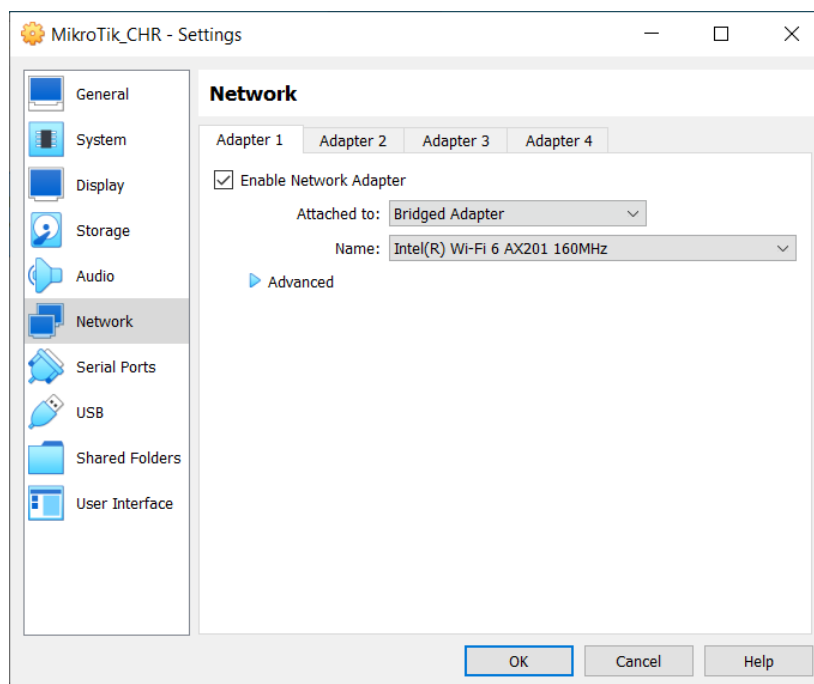 MikroTik_CHR - Settings
General
System
Display
Storage
Audio
Network
Serial Ports
USB
Shared Folders
User Interface
Network
Adapter 1 Adapter 2 Adapter 3 Adapter 4
Enable Network Adapter
Attached to: Bridged Adapter
Name: Intel(R) Wi-Fi 6 AX201 160MHz
Advanced
OK Cancel Help